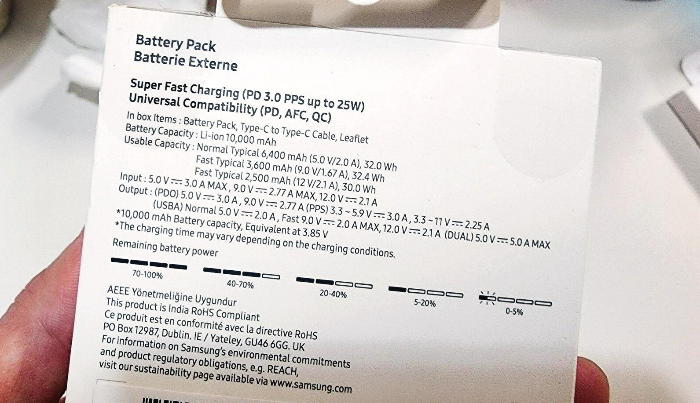 Battery Pack
Batterie Externe
Super Fast Charging (PD 3.0 PPS up to 25W)
Universal Compatibility (PD, AFC, QC)
In box Items : Battery Pack, Type-C to Type-C Cable, Leaflet
Battery Capacity : Li-ion 10,000 mAh
Usable Capacity : Normal Typical 6,400 mAh (5.0 V/2.0 A), 32.0 Wh
Fast Typical 3,600 mAh (9.0 V/1.67 A), 32.4 Wh
Fast Typical 2,500 mAh (12 V/2.1 A), 30.0 Wh
Input : 5.0 V⎓3.0 A MAX , 9.0 V⎓2.77 A MAX, 12.0 V⎓2.1 A
Output : (PDO) 5.0 V⎓3.0 A , 9.0 V⎓2.77 A (PPS) 3.3 ~ 5.9 V⎓3.0 A, 3.3 ~ 11 V⎓2.25 A
(USBA) Normal 5.0 V⎓2.0 A , Fast 9.0 V⎓2.0 A MAX, 12.0 V⎓2.1 A (DUAL) 5.0 V⎓5.0 A MAX
*10,000 mAh Battery capacity, Equivalent at 3.85 V
*The charging time may vary depending on the charging conditions.
Remaining battery power
70-100% 40-70% 20-40% 5-20% 0-5%
AEEE Yönetmeliğine Uygundur
This product is India RoHS Compliant
Ce produit est en conformité avec la directive RoHS
PO Box 12987, Dublin. IE / Yateley, GU46 6GG. UK
For information on Samsung's environmental commitments
and product regulatory obligations, e.g. REACH,
visit our sustainability page available via www.samsung.com